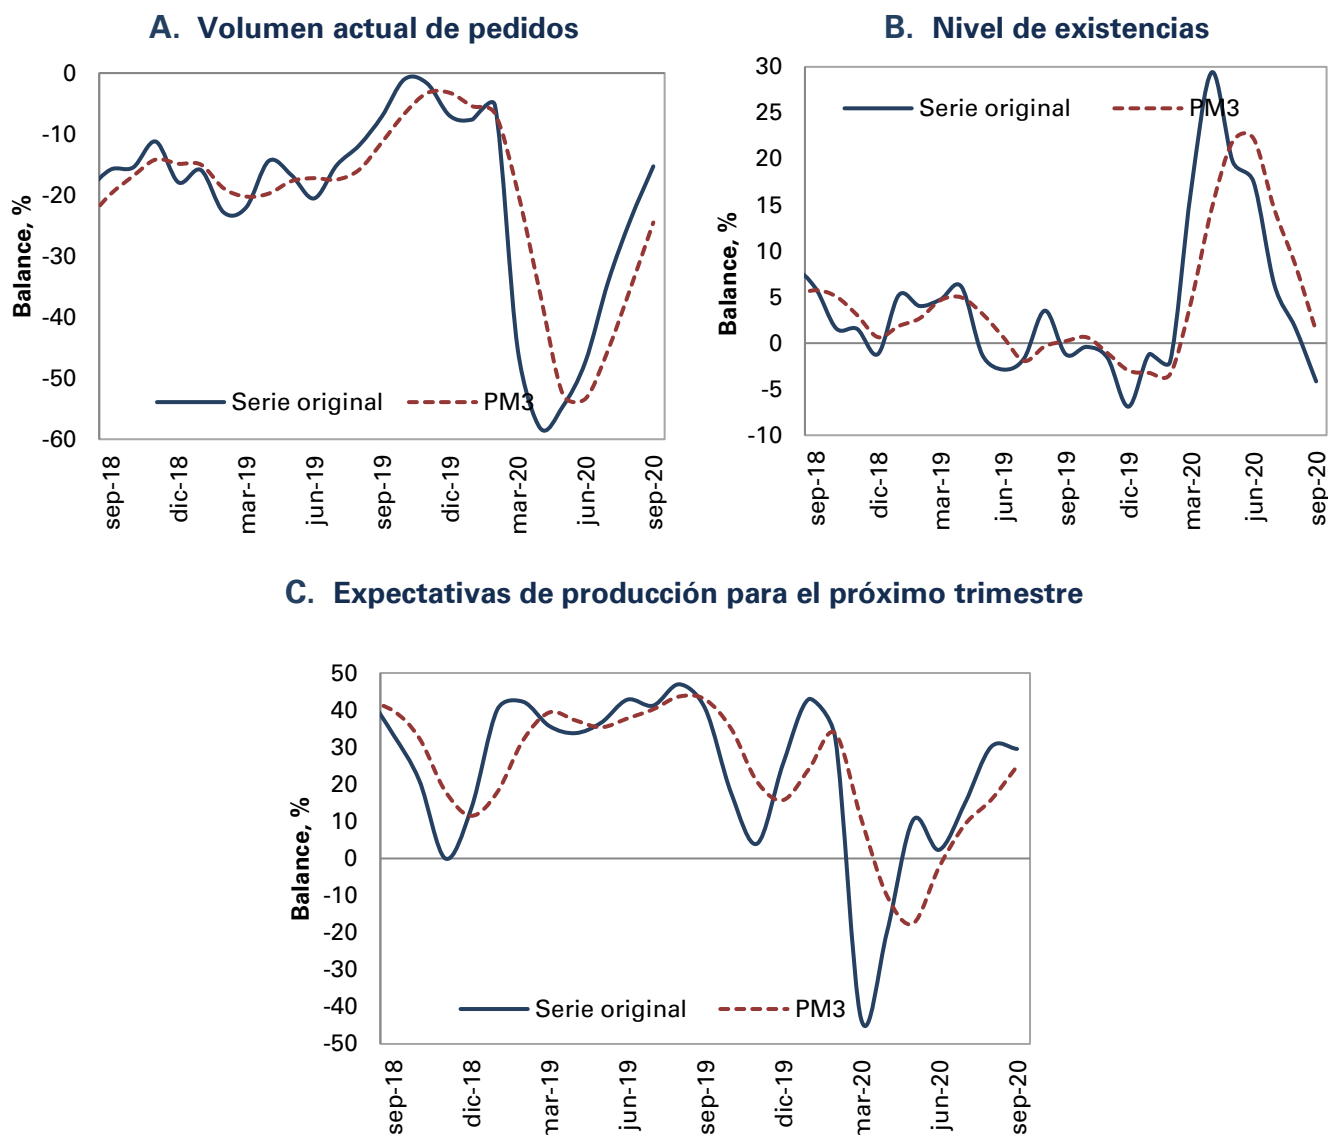 A. Volumen actual de pedidos
0
-10
-20
-30
-40
-50
-60
Balance, %
Serie original
PM3
sep-18
dic-18
mar-19
jun-19
sep-19
dic-19
mar-20
jun-20
sep-20
B. Nivel de existencias
30
25
20
15
10
5
0
-5
-10
Balance, %
Serie original
PM3
sep-18
dic-18
mar-19
jun-19
sep-19
dic-19
mar-20
jun-20
sep-20
C. Expectativas de producción para el próximo trimestre
50
40
30
20
10
0
-10
-20
-30
-40
-50
Balance, %
Serie original
PM3
sep-18
dic-18
mar-19
jun-19
sep-19
dic-19
mar-20
jun-20
sep-20